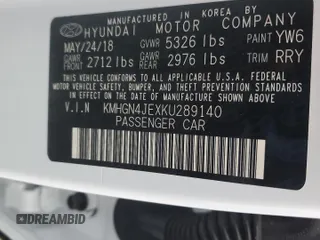 MANUFACTURED IN KOREA BY
HYUNDAI MOTOR COMPANY
MAY/24/18 GVWR 5326 lbs PAINT YW6
GAWR FRONT 2712 lbs GAWR REAR 2976 lbs TRIM RRY
THIS VEHICLE CONFORMS TO ALL APPLICABLE U.S. FEDERAL MOTOR
VEHICLE SAFETY, BUMPER, AND THEFT PREVENTION STANDARDS
IN EFFECT ON THE DATE OF MANUFACTURE SHOWN ABOVE.
V.I.N KMHGN4JEXKU289140
PASSENGER CAR
DREAMBID